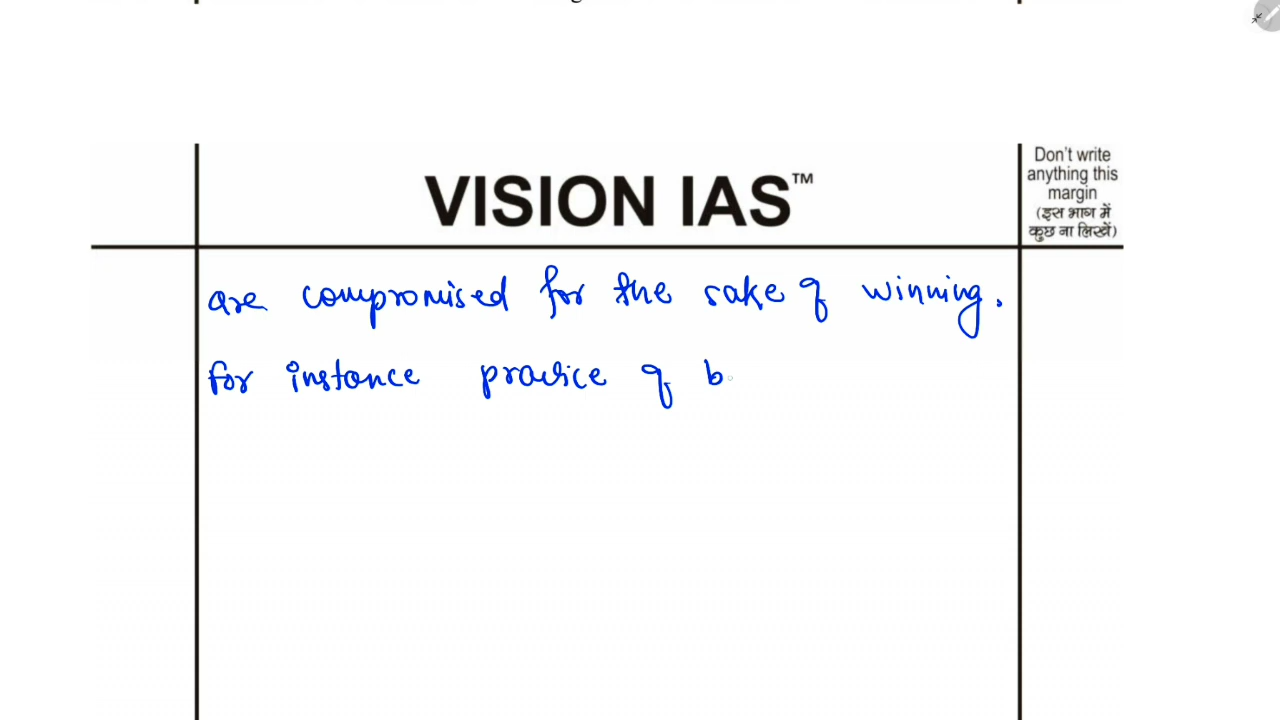 VISION IAS™
Don't write
anything this
margin
(इस भाग में
कुछ ना लिखें)
are compromised for the sake of winning.
for instance practice of b